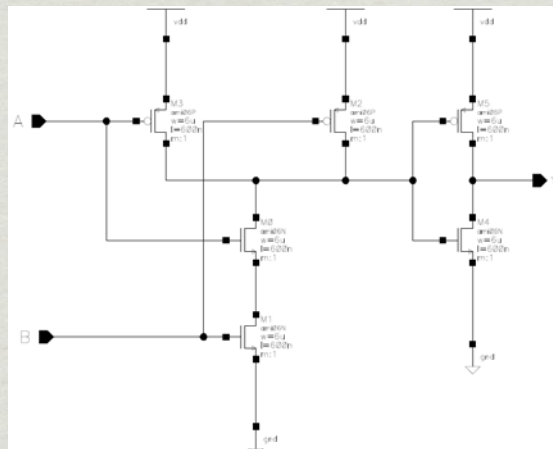 vdd
vdd
vdd
A
M3
ami06P
w=6u
l=600n
m:1
M2
ami06P
w=6u
l=600n
m:1
M5
ami06P
w=6u
l=600n
m:1
M0
ami06N
w=6u
l=600n
m:1
M4
ami06N
w=6u
l=600n
m:1
B
M1
ami06N
w=6u
l=600n
m:1
gnd
gnd